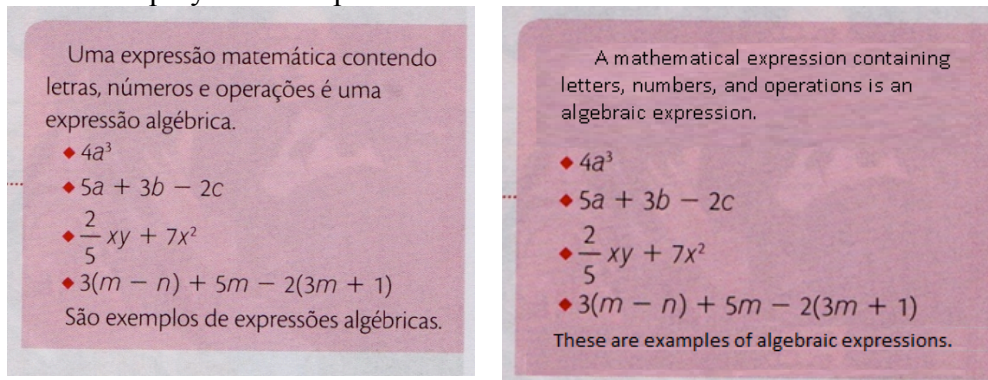 Uma expressão matemática contendo
letras, números e operações é uma
expressão algébrica.
◆ 4a³
◆ 5a + 3b − 2c
◆ 2/5 xy + 7x²
◆ 3(m − n) + 5m − 2(3m + 1)
São exemplos de expressões algébricas.
A mathematical expression containing
letters, numbers, and operations is an
algebraic expression.
◆ 4a³
◆ 5a + 3b − 2c
◆ 2/5 xy + 7x²
◆ 3(m − n) + 5m − 2(3m + 1)
These are examples of algebraic expressions.